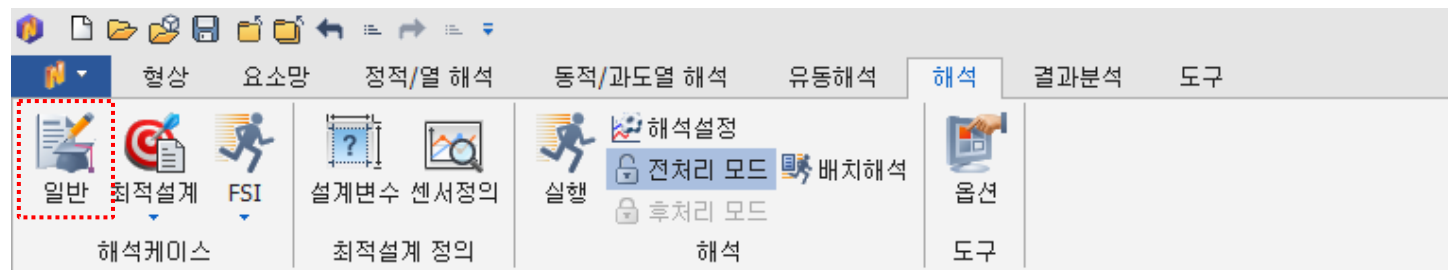 형상 요소망 정적/열 해석 동적/과도열 해석 유동해석 해석 결과분석 도구
일반 최적설계 FSI 설계변수 센서정의 실행 해석설정 옵션
전처리 모드 배치해석
후처리 모드
해석케이스 최적설계 정의 해석 도구